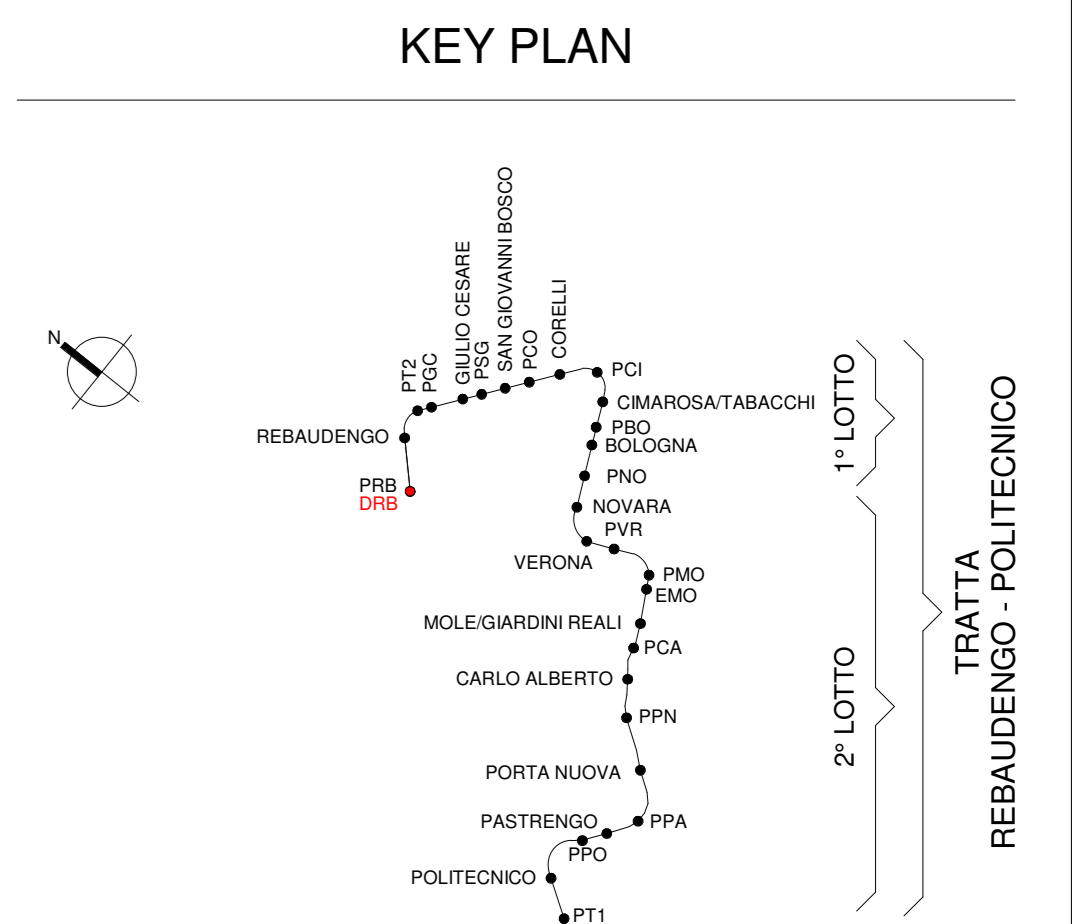 KEY PLAN
N
PT2
PGC
GIULIO CESARE
PSG
SAN GIOVANNI BOSCO
PCO
CORELLI
PCI
CIMAROSA/TABACCHI
PBO
REBAUDENGO
BOLOGNA
PNO
PRB
DRB
NOVARA
PVR
VERONA
PMO
EMO
MOLE/GIARDINI REALI
PCA
CARLO ALBERTO
PPN
PORTA NUOVA
PASTRENGO
PPA
PPO
POLITECNICO
PT1
1° LOTTO
2° LOTTO
TRATTA
REBAUDENGO - POLITECNICO